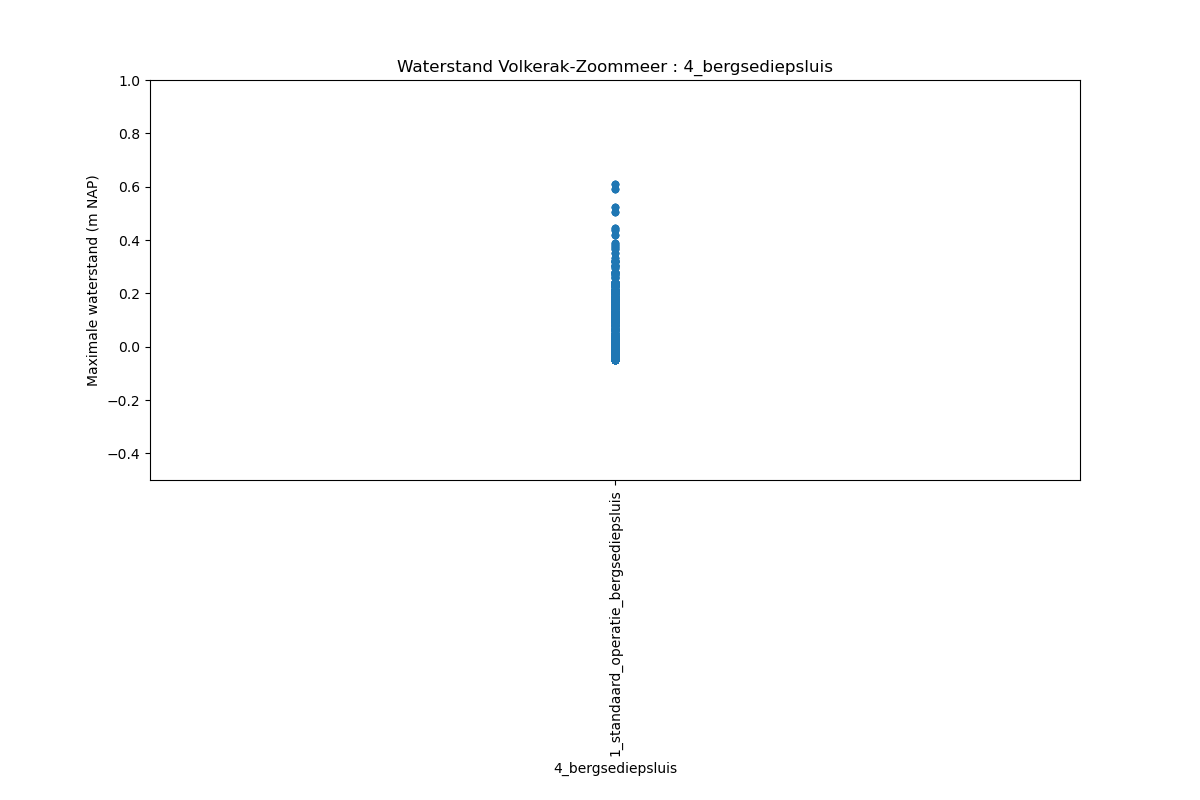 Waterstand Volkerak-Zoommeer : 4_bergsediepsluis
Maximale waterstand (m NAP)
1.0
0.8
0.6
0.4
0.2
0.0
−0.2
−0.4
1_standaard_operatie_bergsediepsluis
4_bergsediepsluis